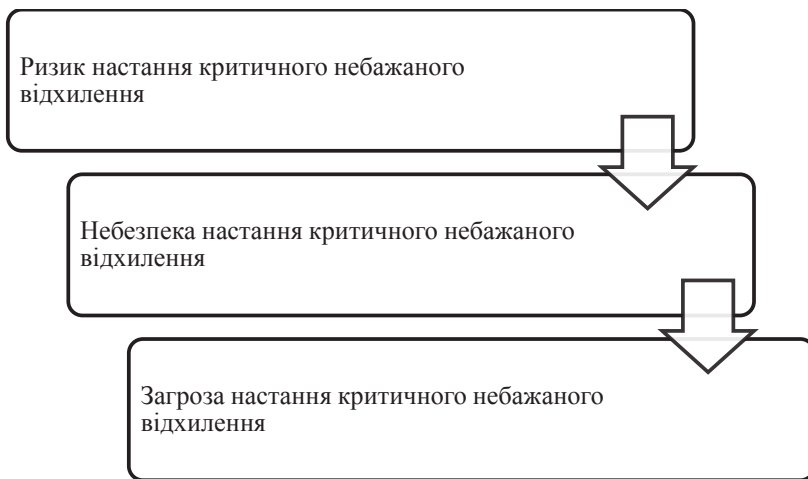 Ризик настання критичного небажаного
відхилення
Небезпека настання критичного небажаного
відхилення
Загроза настання критичного небажаного
відхилення